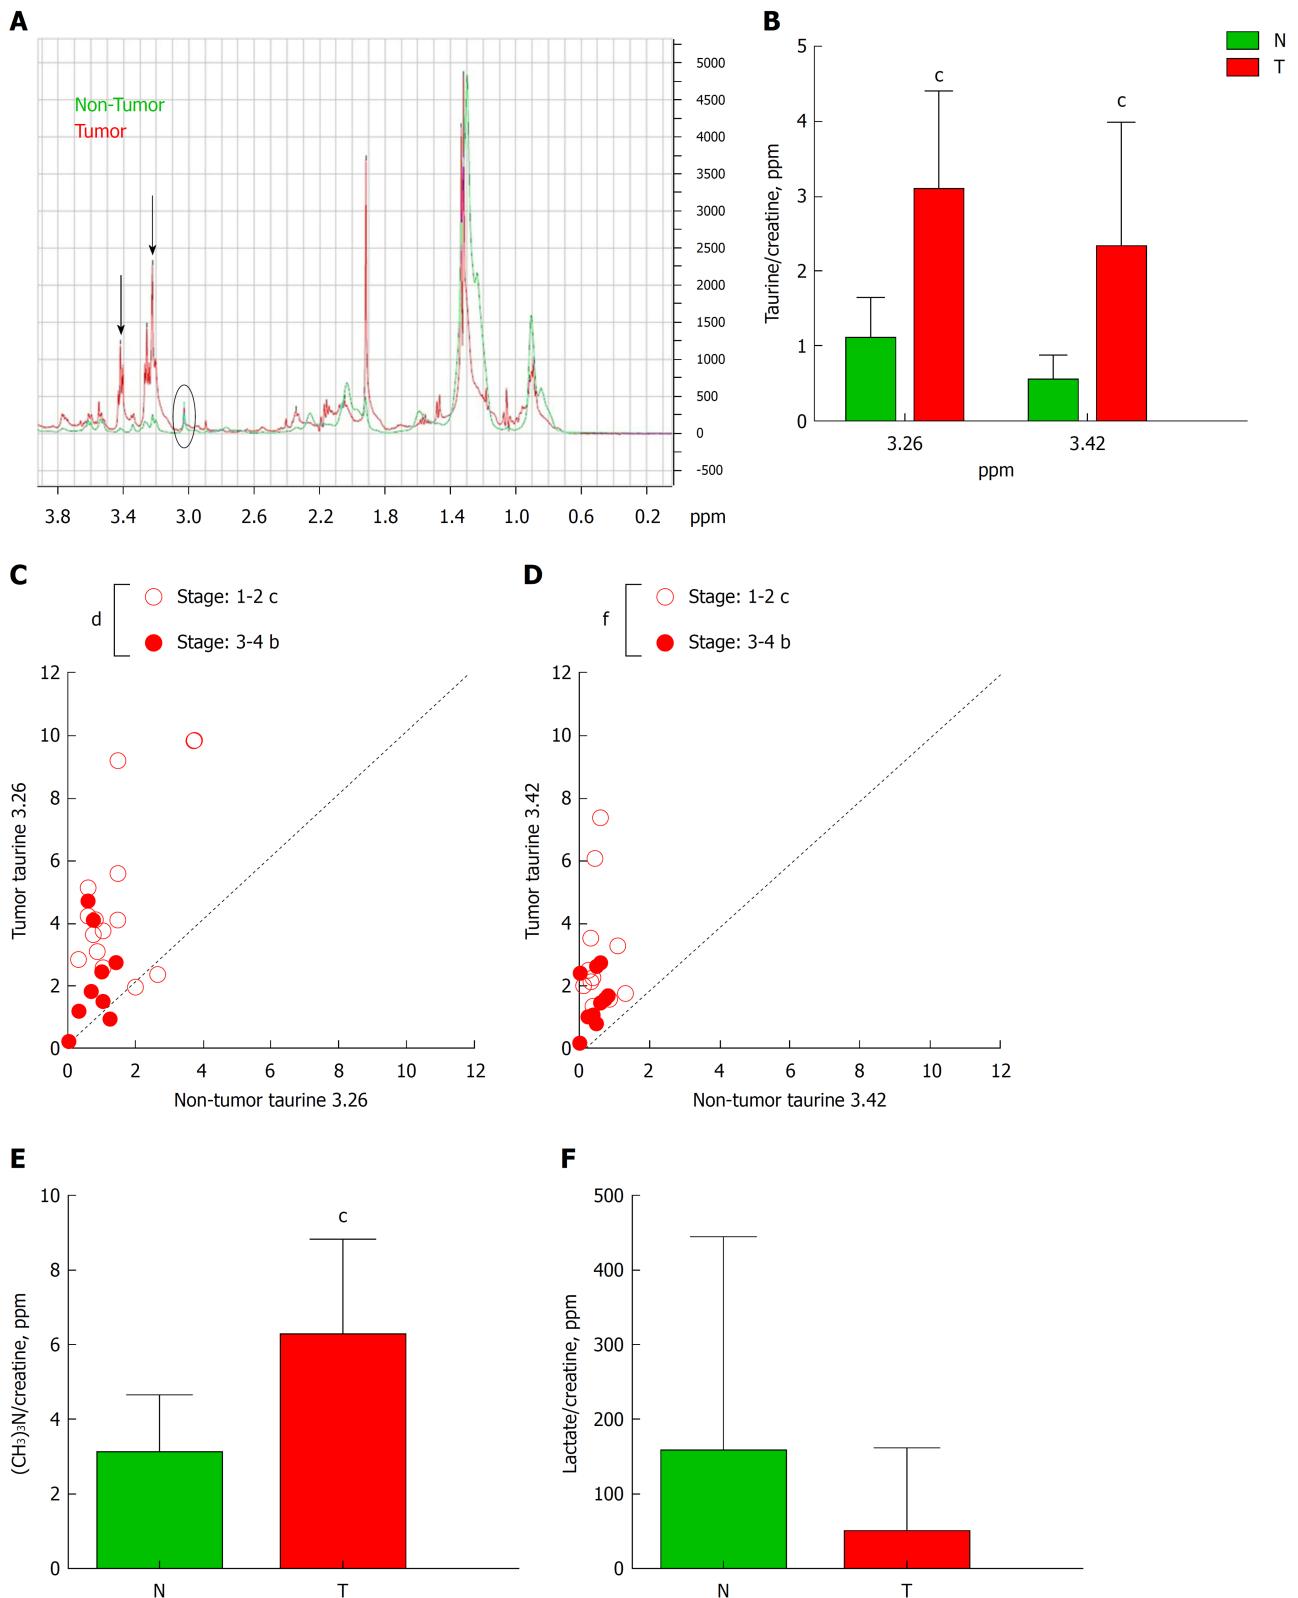 A
Non-Tumor
Tumor
5000
4500
4000
3500
3000
2500
2000
1500
1000
500
0
-500
3.8 3.4 3.0 2.6 2.2 1.8 1.4 1.0 0.6 0.2 ppm
B
N
T
5
4
3
2
1
0
Taurine/creatine, ppm
c
c
3.26 3.42
ppm
C
d
Stage: 1-2 c
Stage: 3-4 b
12
10
8
6
4
2
0
Tumor taurine 3.26
0 2 4 6 8 10 12
Non-tumor taurine 3.26
D
f
Stage: 1-2 c
Stage: 3-4 b
12
10
8
6
4
2
0
Tumor taurine 3.42
0 2 4 6 8 10 12
Non-tumor taurine 3.42
E
10
8
6
4
2
0
(CH₃)₃N/creatine, ppm
c
N T
F
500
400
300
200
100
0
Lactate/creatine, ppm
N T